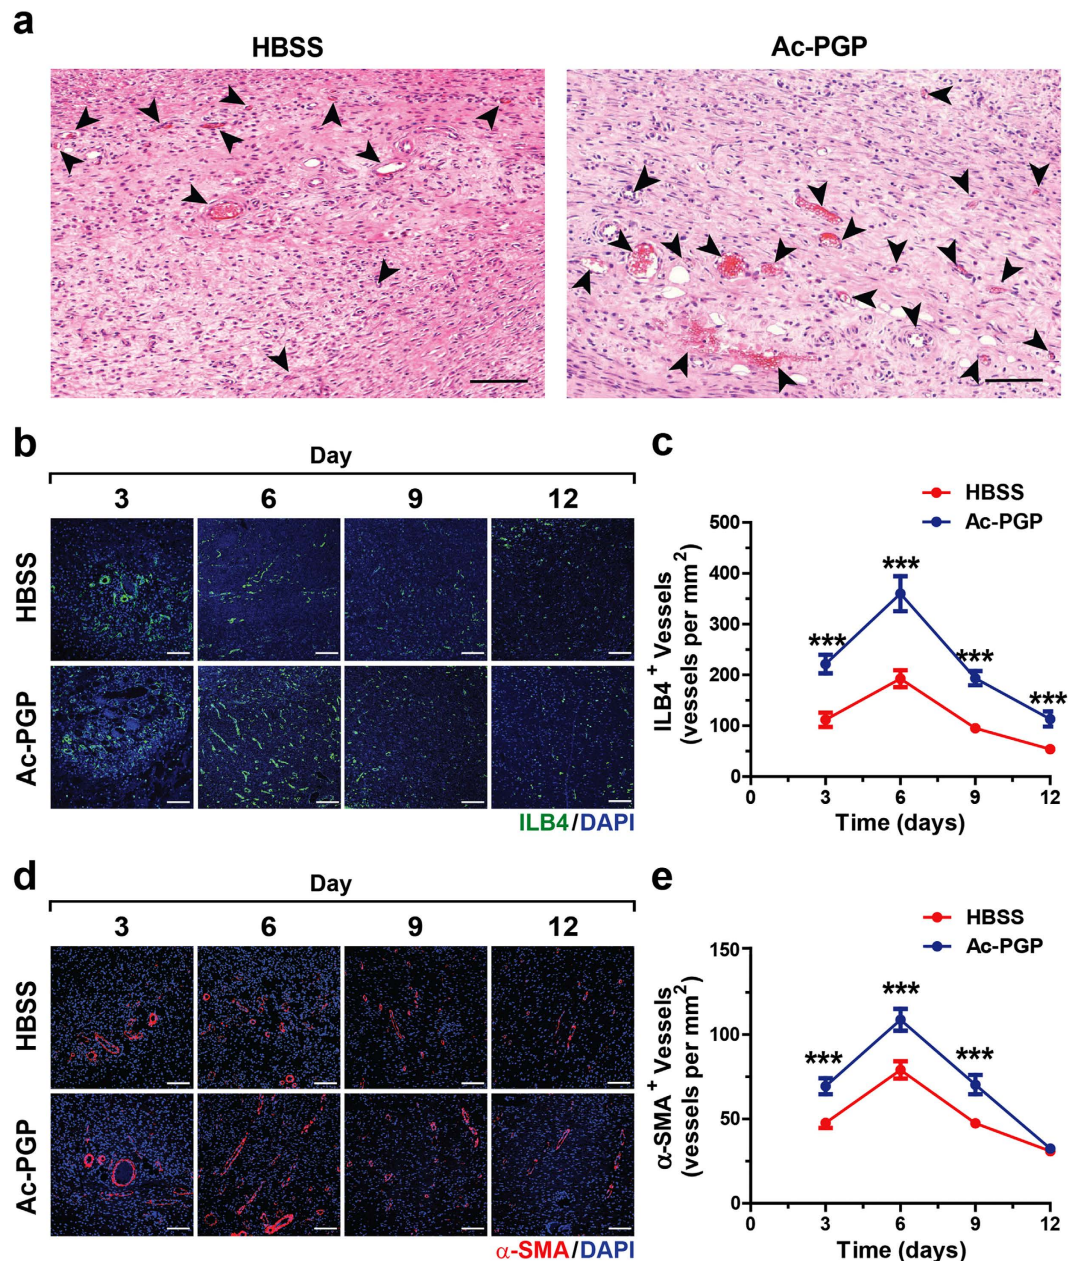 a
HBSS
Ac-PGP
b
Day
3 6 9 12
HBSS
Ac-PGP
ILB4/DAPI
c
HBSS
Ac-PGP
ILB4⁺ Vessels
(vessels per mm²)
500
400
300
200
100
0
***
***
***
***
0 3 6 9 12
Time (days)
d
Day
3 6 9 12
HBSS
Ac-PGP
α-SMA/DAPI
e
HBSS
Ac-PGP
α-SMA⁺ Vessels
(vessels per mm²)
150
100
50
0
***
***
***
0 3 6 9 12
Time (days)